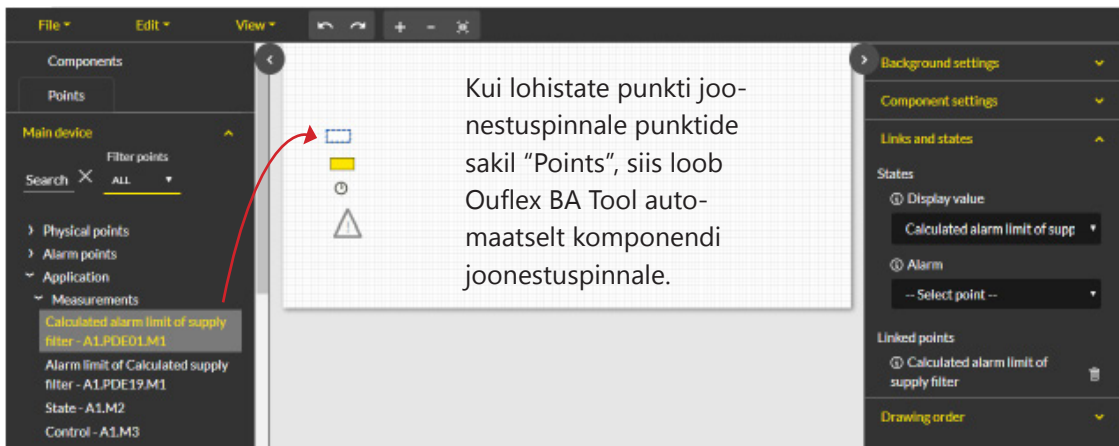 File
Edit
View
Components
Points
Main device
Filter points
Search
ALL
Physical points
Alarm points
Application
Measurements
Calculated alarm limit of supply
filter - A1.PDE01.M1
Alarm limit of Calculated supply
filter - A1.PDE19.M1
State - A1.M2
Control - A1.M3
Kui lohistate punkti joo-
nestuspinnale punktide
sakil “Points”, siis loob
Ouflex BA Tool auto-
maatselt komponendi
joonestuspinnale.
Background settings
Component settings
Links and states
States
Display value
Calculated alarm limit of supp
Alarm
-- Select point --
Linked points
Calculated alarm limit of
supply filter
Drawing order